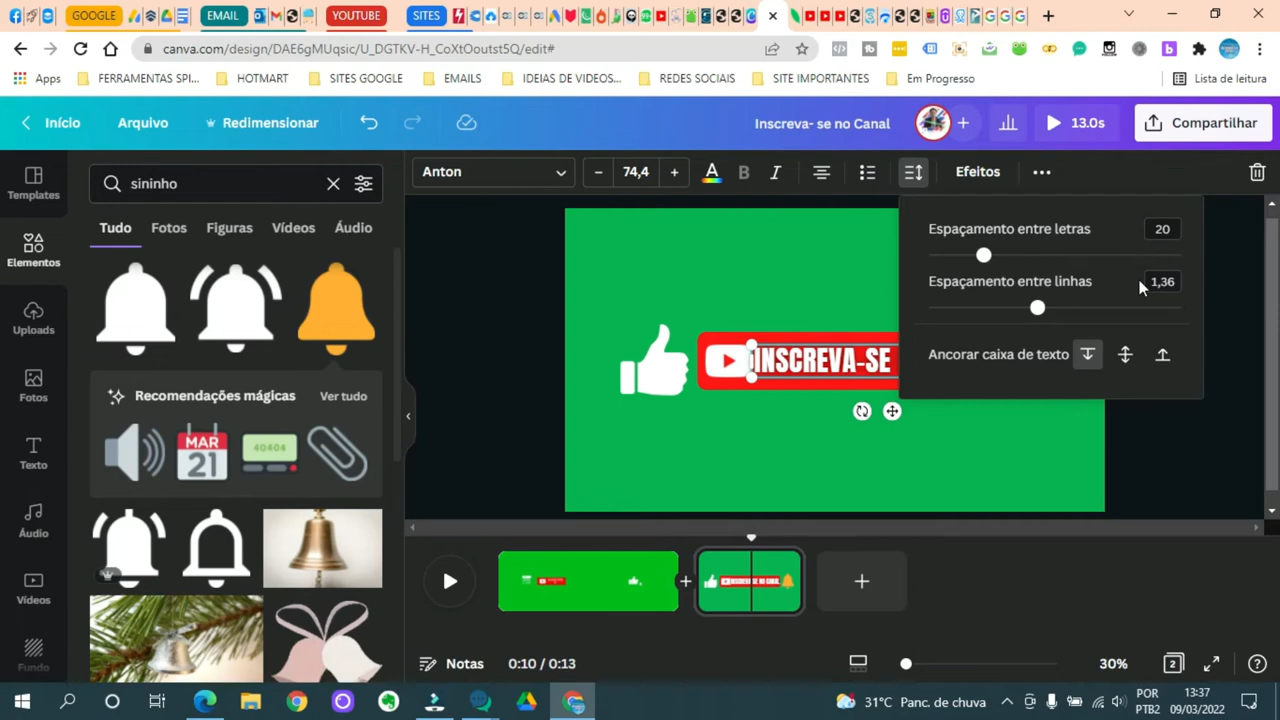 GOOGLE
EMAIL
YOUTUBE
SITES
canva.com/design/DAE6gMUqsic/U_DGTKV-H_CoXtOoutst5Q/edit#
Apps
FERRAMENTAS SPI...
HOTMART
SITES GOOGLE
EMAILS
IDEIAS DE VIDEOS...
REDES SOCIAIS
SITE IMPORTANTES
Em Progresso
Lista de leitura
Início
Arquivo
Redimensionar
Inscreva- se no Canal
13.0s
Compartilhar
Templates
Elementos
Uploads
Fotos
Texto
Áudio
Vídeos
Fundo
sininho
Tudo
Fotos
Figuras
Vídeos
Áudio
Recomendações mágicas
Ver tudo
MAR
21
40404
Anton
74,4
A
B
I
Efeitos
Espaçamento entre letras
20
Espaçamento entre linhas
1,36
Ancorar caixa de texto
INSCREVA-SE
INSCREVA-SE NO CANAL
Notas
0:10 / 0:13
30%
2
31°C Panc. de chuva
POR
PTB2
13:37
09/03/2022